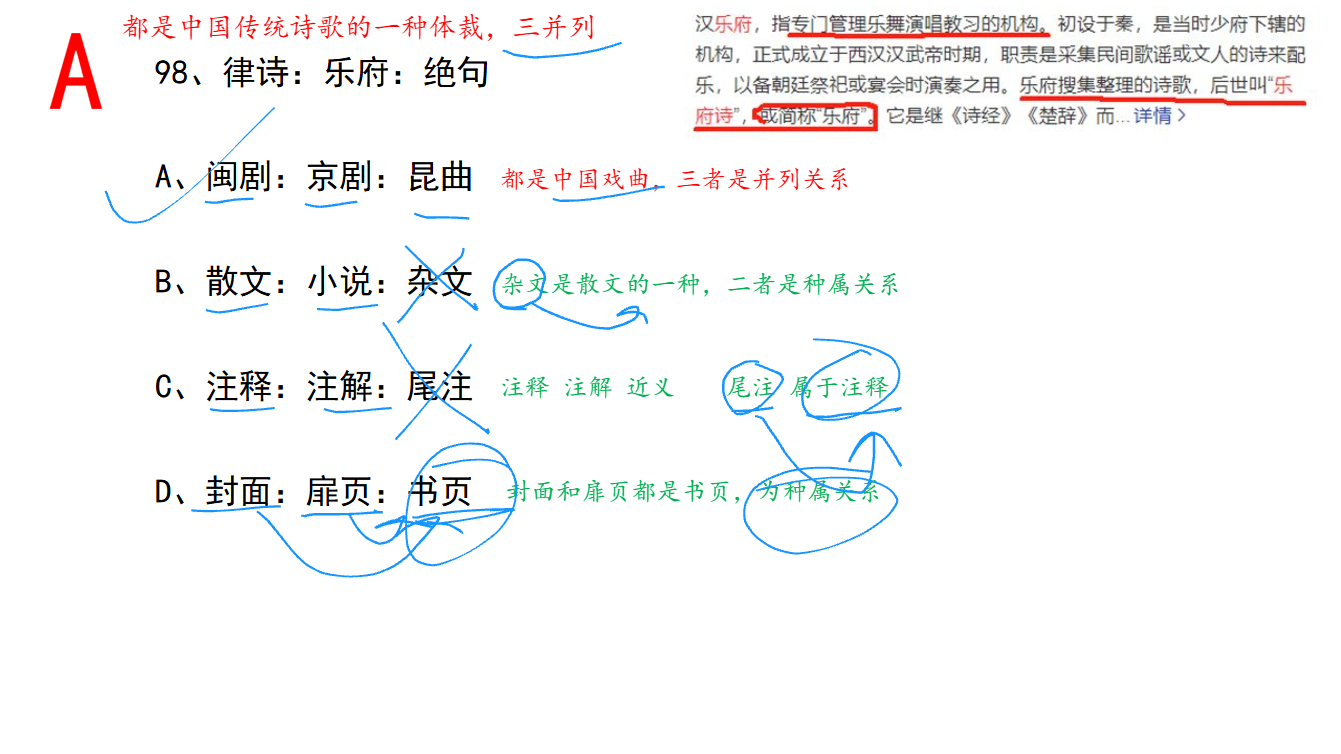 都是中国传统诗歌的一种体裁，三并列
A
98、律诗：乐府：绝句
汉乐府，指专门管理乐舞演唱教习的机构。初设于秦，是当时少府下辖的
机构，正式成立于西汉汉武帝时期，职责是采集民间歌谣或文人的诗来配
乐，以备朝廷祭祀或宴会时演奏之用。乐府搜集整理的诗歌，后世叫“乐
府诗”，或简称“乐府”。它是继《诗经》《楚辞》而...详情 >
A、闽剧：京剧：昆曲 都是中国戏曲，三者是并列关系
B、散文：小说：杂文 杂文是散文的一种，二者是种属关系
C、注释：注解：尾注 注释 注解 近义 尾注 属于注释
D、封面：扉页：书页 封面和扉页都是书页，为种属关系